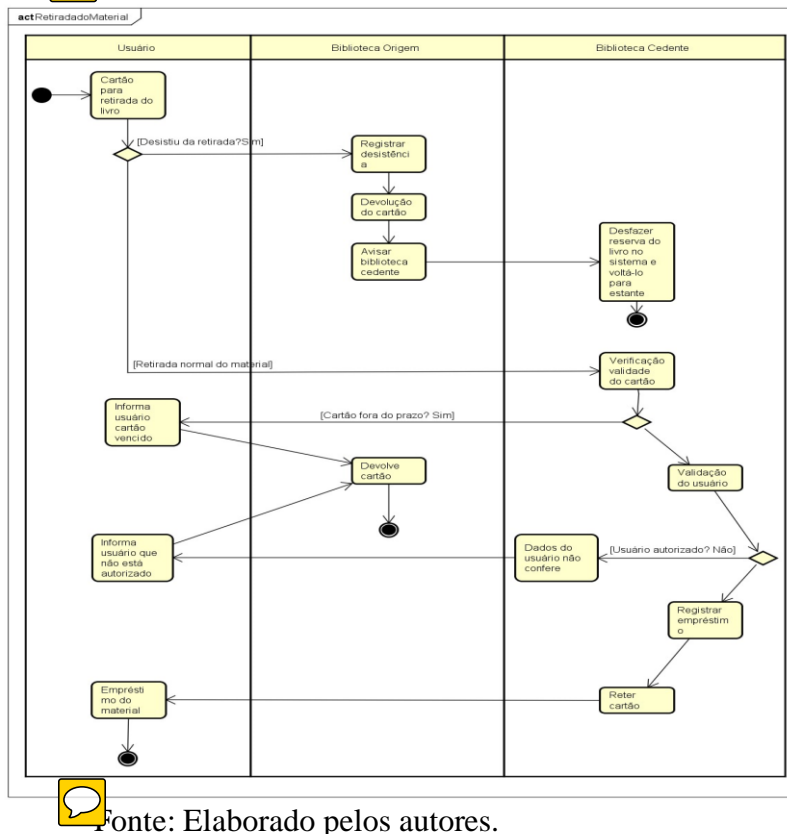 act RetiradadoMaterial
Usuário
Biblioteca Origem
Biblioteca Cedente
Cartão
para
retirada do
livro
[Desistiu da retirada?Sim]
Registrar
desistênci
a
Devolução
do cartão
Avisar
biblioteca
cedente
Desfazer
reserva do
livro no
sistema e
voltá-lo
para
estante
[Retirada normal do material]
Verificação
validade
do cartão
[Cartão fora do prazo? Sim]
Informa
usuário
cartão
vencido
Devolve
cartão
Validação
do usuário
Informa
usuário que
não está
autorizado
Dados do
usuário não
confere
[Usuário autorizado? Não]
Registrar
empréstim
o
Reter
cartão
Emprésti
mo do
material
Fonte: Elaborado pelos autores.